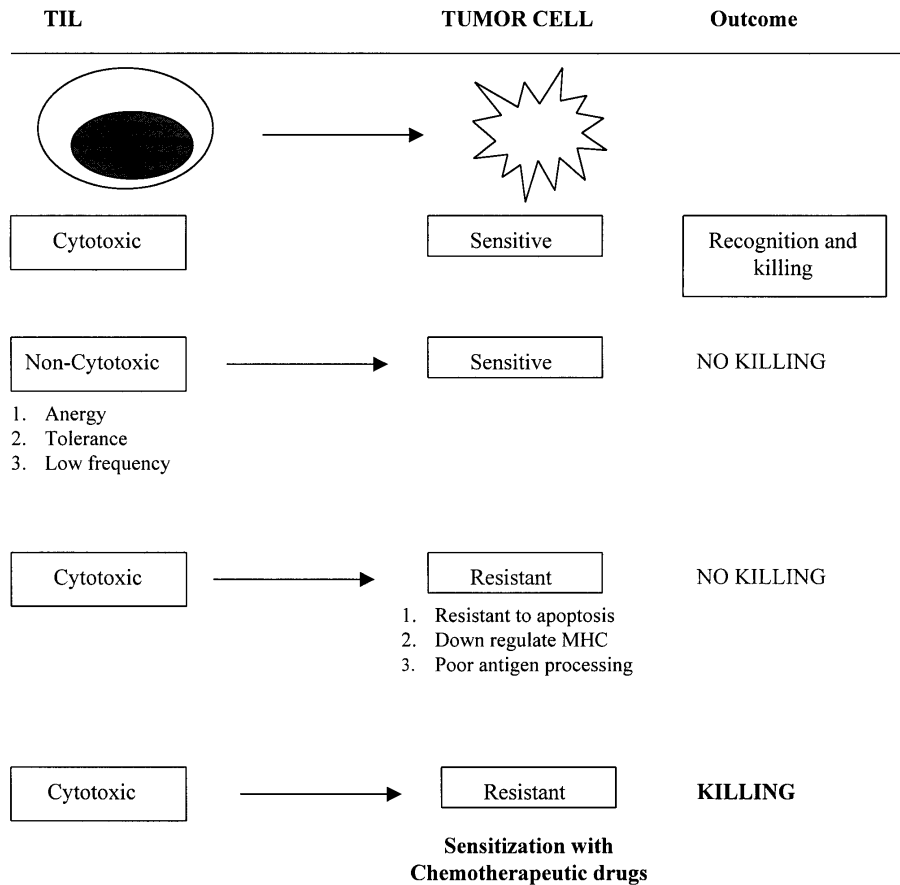 TIL TUMOR CELL Outcome
Cytotoxic Sensitive Recognition and
killing
Non-Cytotoxic Sensitive NO KILLING
1. Anergy
2. Tolerance
3. Low frequency
Cytotoxic Resistant NO KILLING
1. Resistant to apoptosis
2. Down regulate MHC
3. Poor antigen processing
Cytotoxic Resistant KILLING
Sensitization with
Chemotherapeutic drugs